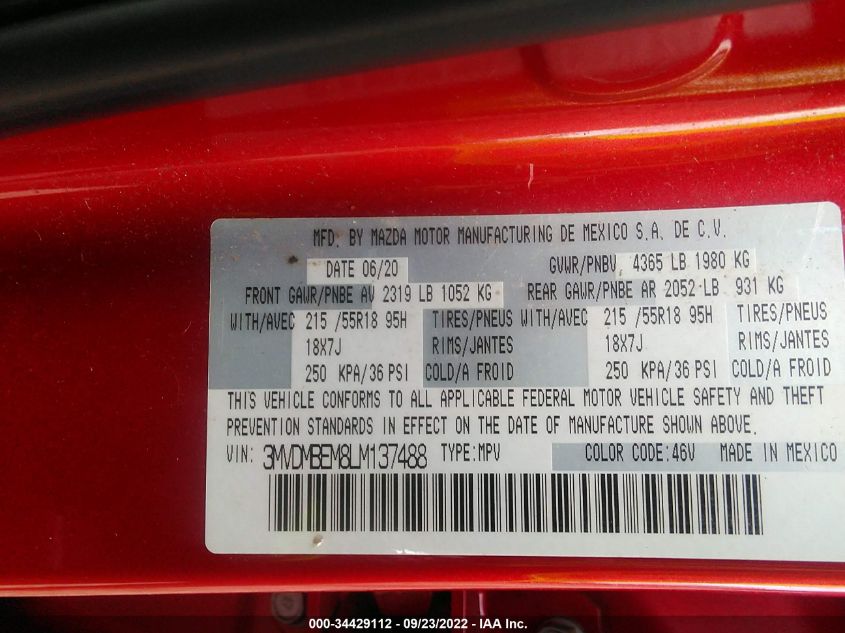 MFD. BY MAZDA MOTOR MANUFACTURING DE MEXICO S.A. DE C.V.
DATE 06/20 GVWR/PNBV 4365 LB 1980 KG
FRONT GAWR/PNBE AV 2319 LB 1052 KG REAR GAWR/PNBE AR 2052 LB 931 KG
WITH/AVEC 215 /55R18 95H TIRES/PNEUS WITH/AVEC 215 /55R18 95H TIRES/PNEUS
18X7J RIMS/JANTES 18X7J RIMS/JANTES
250 KPA/36 PSI COLD/A FROID 250 KPA/36 PSI COLD/A FROID
THIS VEHICLE CONFORMS TO ALL APPLICABLE FEDERAL MOTOR VEHICLE SAFETY AND THEFT
PREVENTION STANDARDS IN EFFECT ON THE DATE OF MANUFACTURE SHOWN ABOVE.
VIN: 3MVDMBEM8LM137488 TYPE:MPV COLOR CODE:46V MADE IN MEXICO
000-34429112 - 09/23/2022 - IAA Inc.